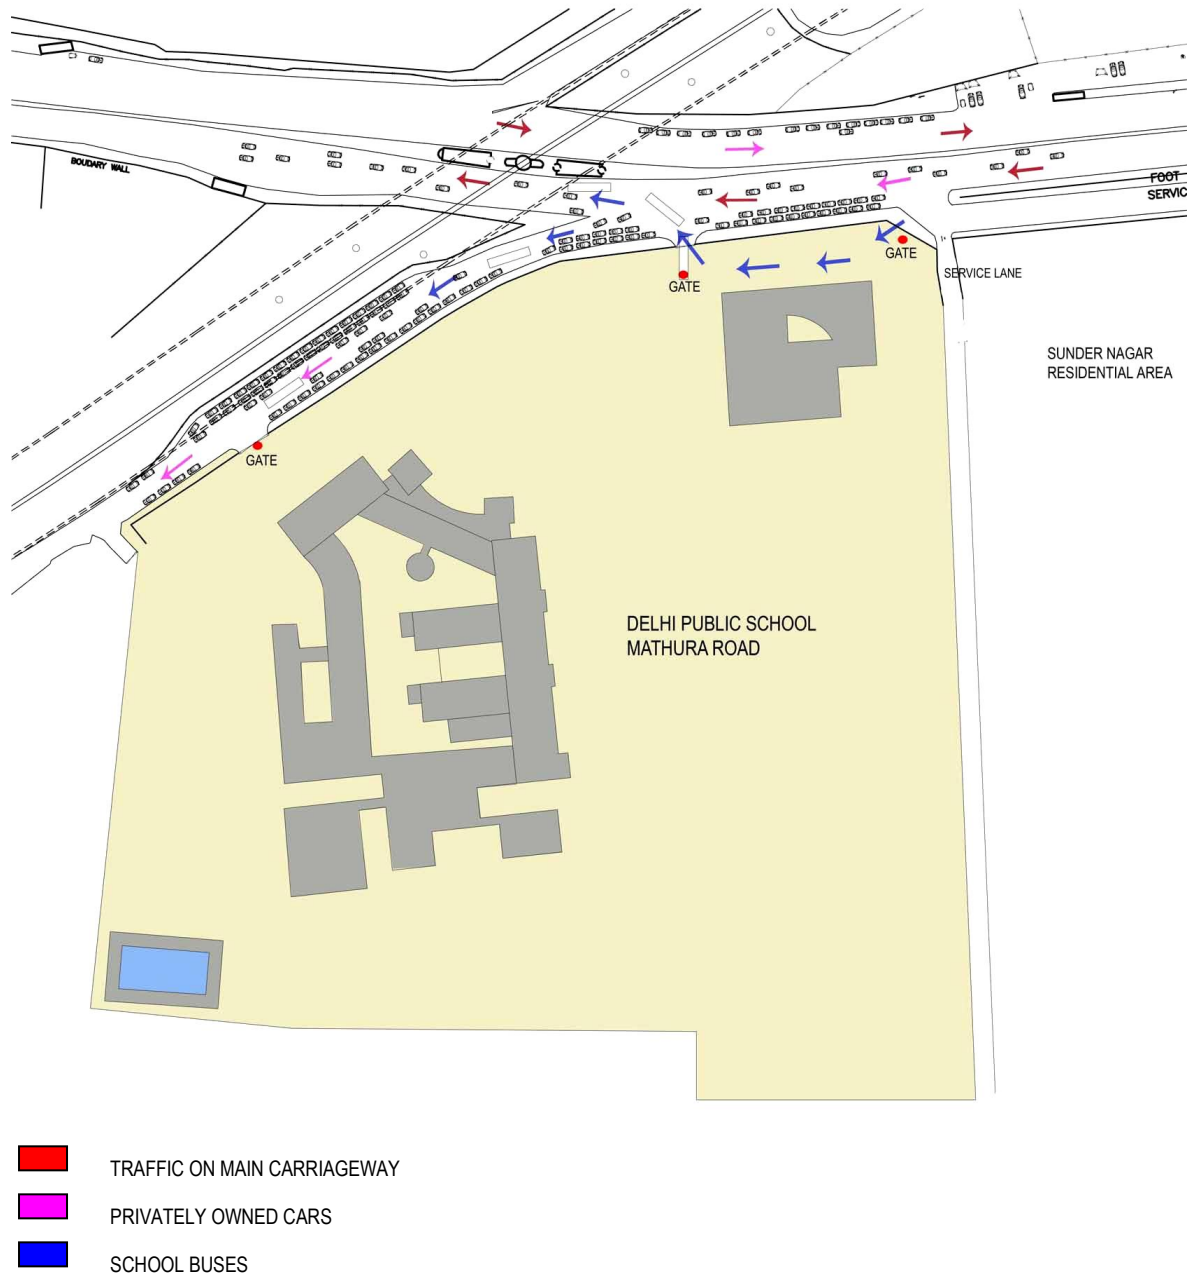 BOUDARY WALL
FOOT
SERVIC
GATE
GATE
SERVICE LANE
SUNDER NAGAR
RESIDENTIAL AREA
GATE
DELHI PUBLIC SCHOOL
MATHURA ROAD
TRAFFIC ON MAIN CARRIAGEWAY
PRIVATELY OWNED CARS
SCHOOL BUSES